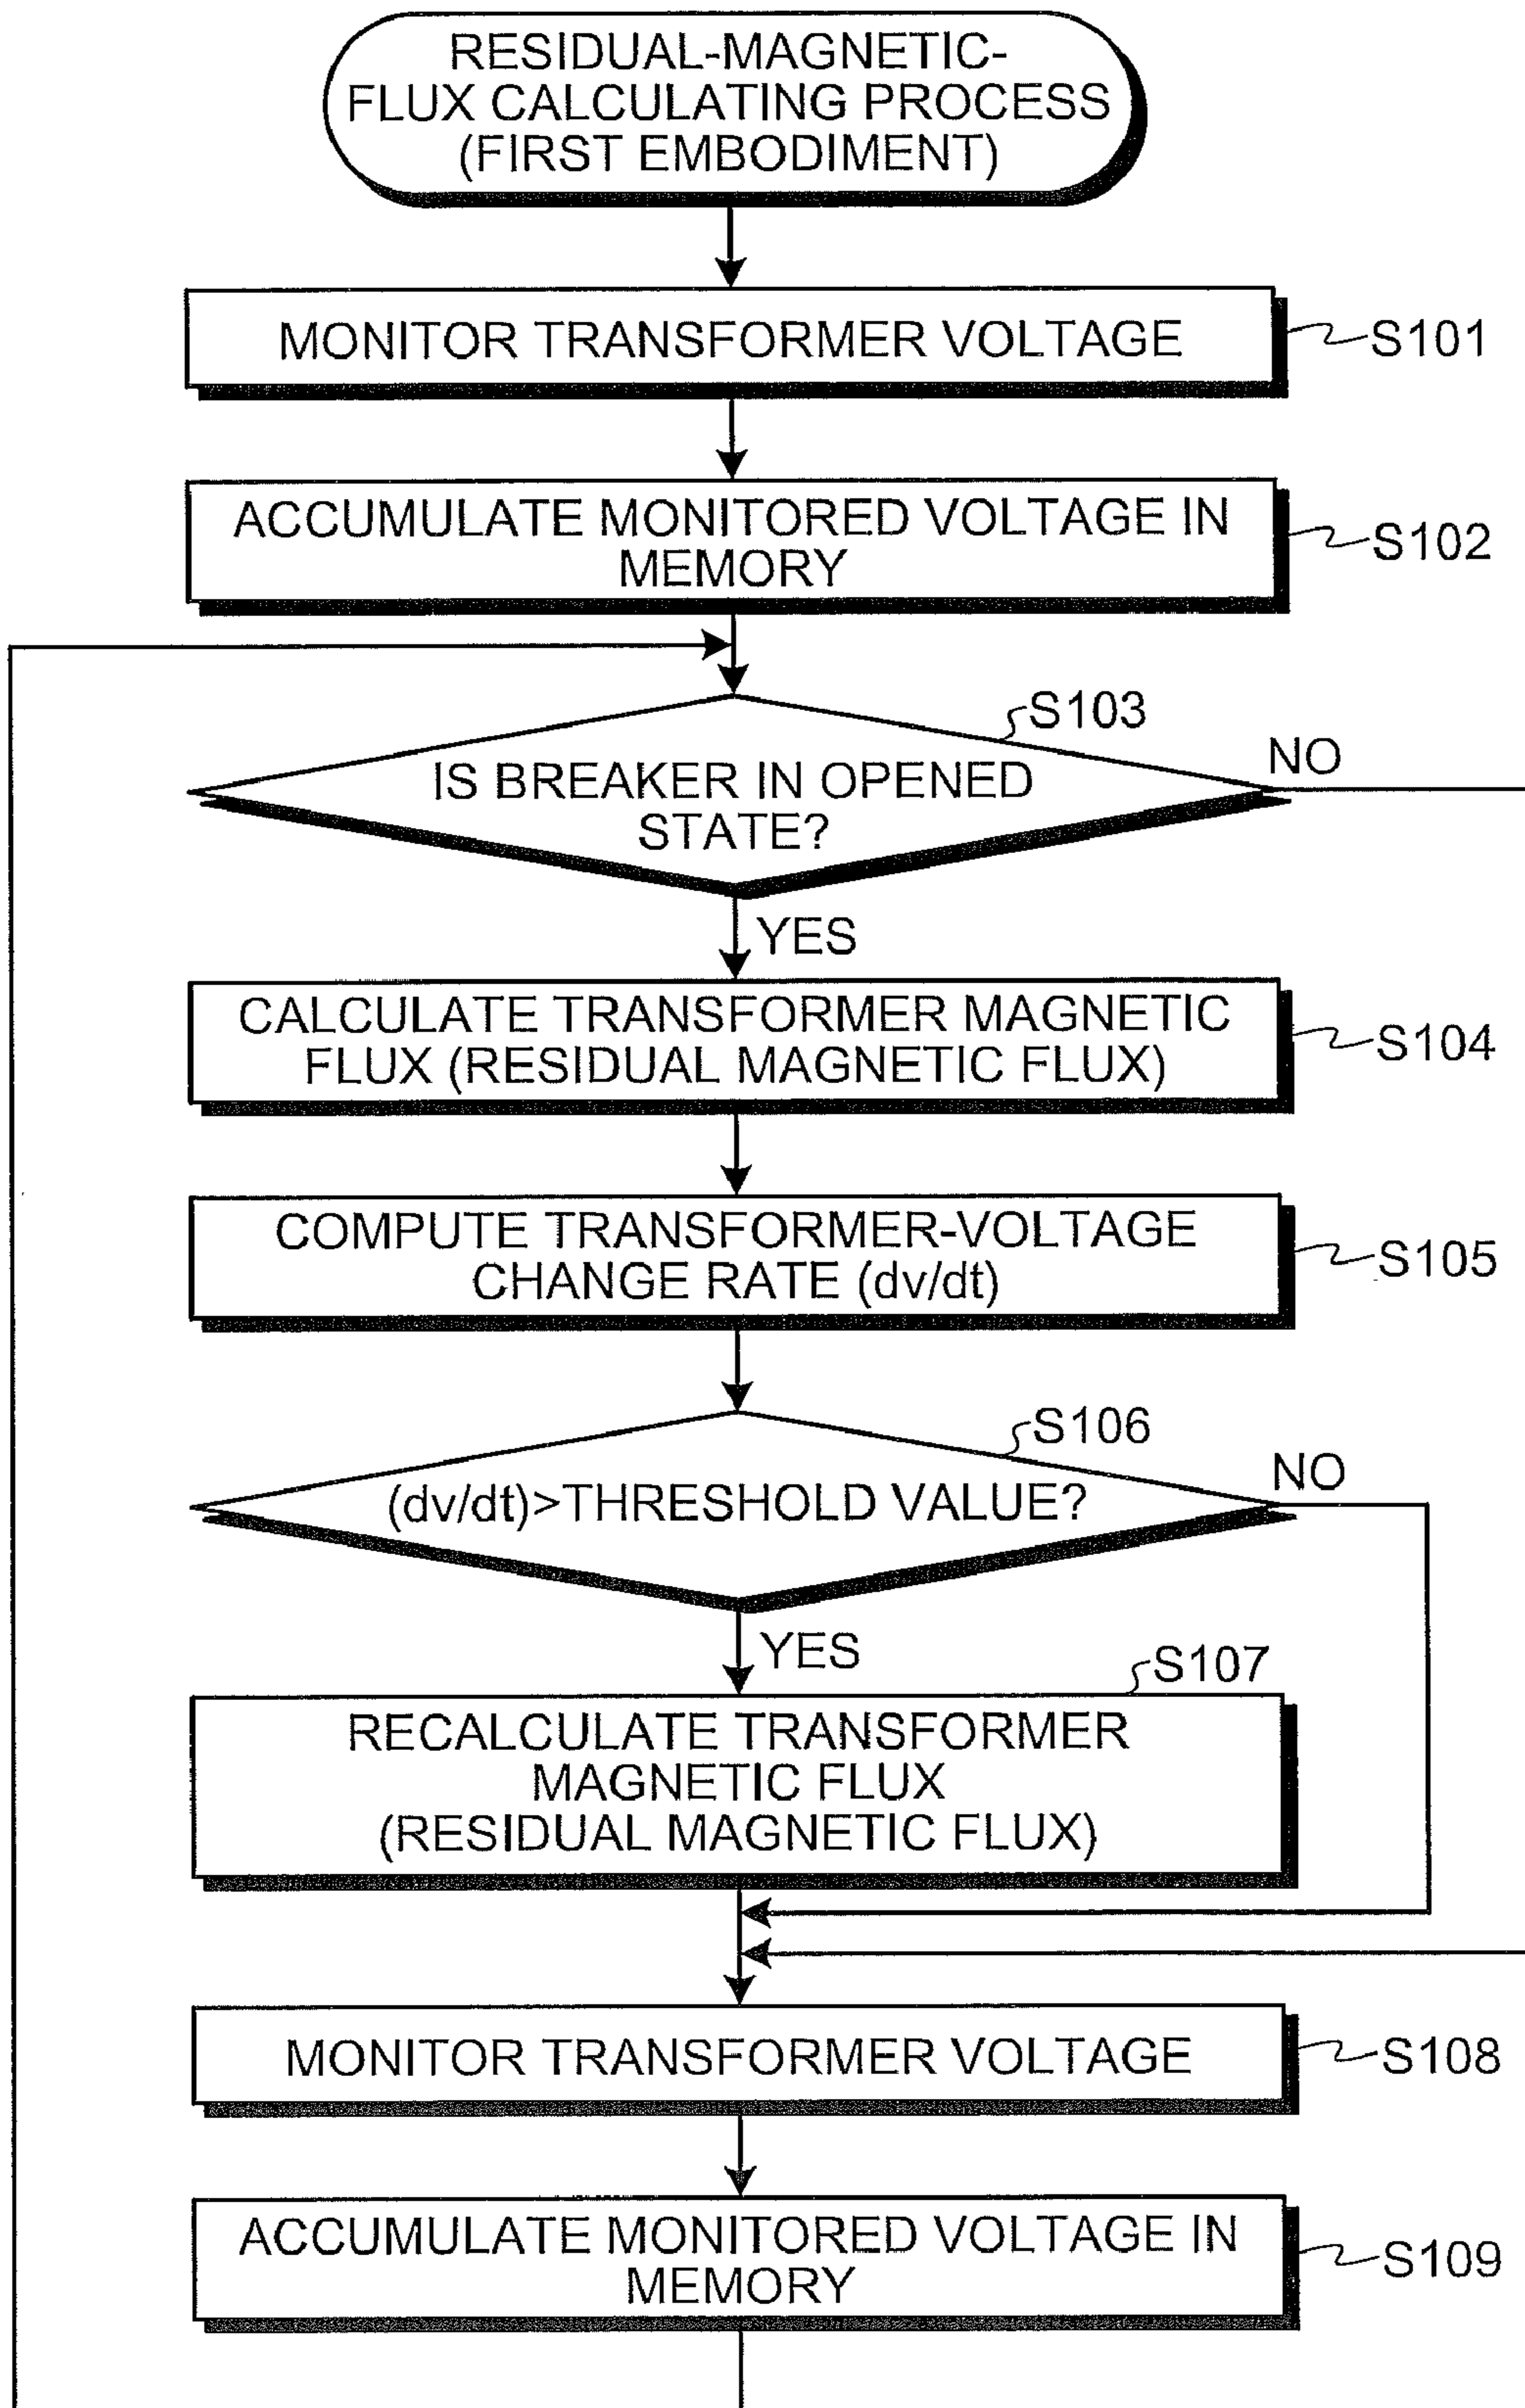 RESIDUAL-MAGNETIC-
FLUX CALCULATING PROCESS
(FIRST EMBODIMENT)
MONITOR TRANSFORMER VOLTAGE
S101
ACCUMULATE MONITORED VOLTAGE IN
MEMORY
S102
S103
IS BREAKER IN OPENED
STATE?
NO
YES
CALCULATE TRANSFORMER MAGNETIC
FLUX (RESIDUAL MAGNETIC FLUX)
S104
COMPUTE TRANSFORMER-VOLTAGE
CHANGE RATE (dv/dt)
S105
S106
(dv/dt)>THRESHOLD VALUE?
NO
YES
S107
RECALCULATE TRANSFORMER
MAGNETIC FLUX
(RESIDUAL MAGNETIC FLUX)
MONITOR TRANSFORMER VOLTAGE
S108
ACCUMULATE MONITORED VOLTAGE IN
MEMORY
S109